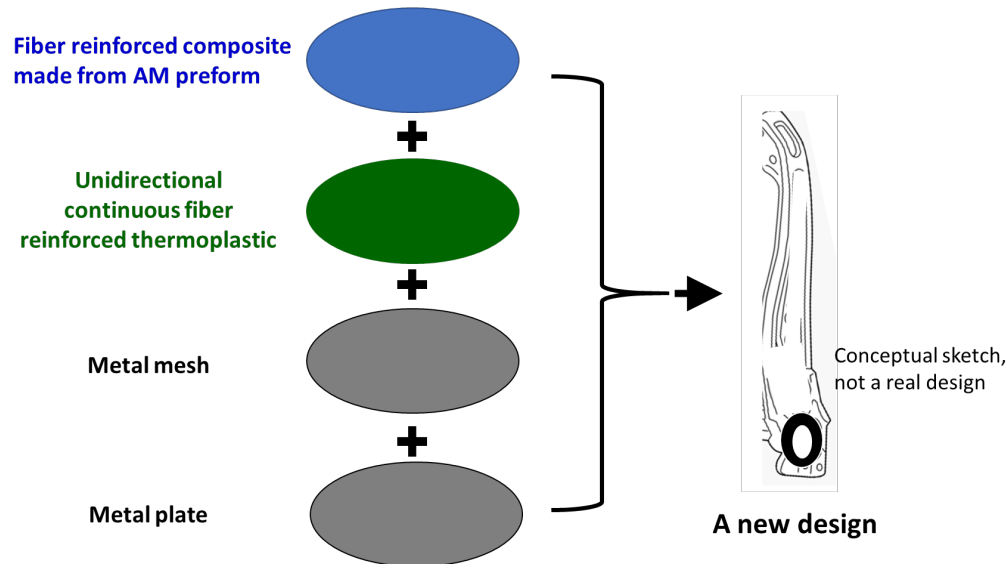 Fiber reinforced composite
made from AM preform
Unidirectional
continuous fiber
reinforced thermoplastic
Metal mesh
Metal plate
Conceptual sketch,
not a real design
A new design